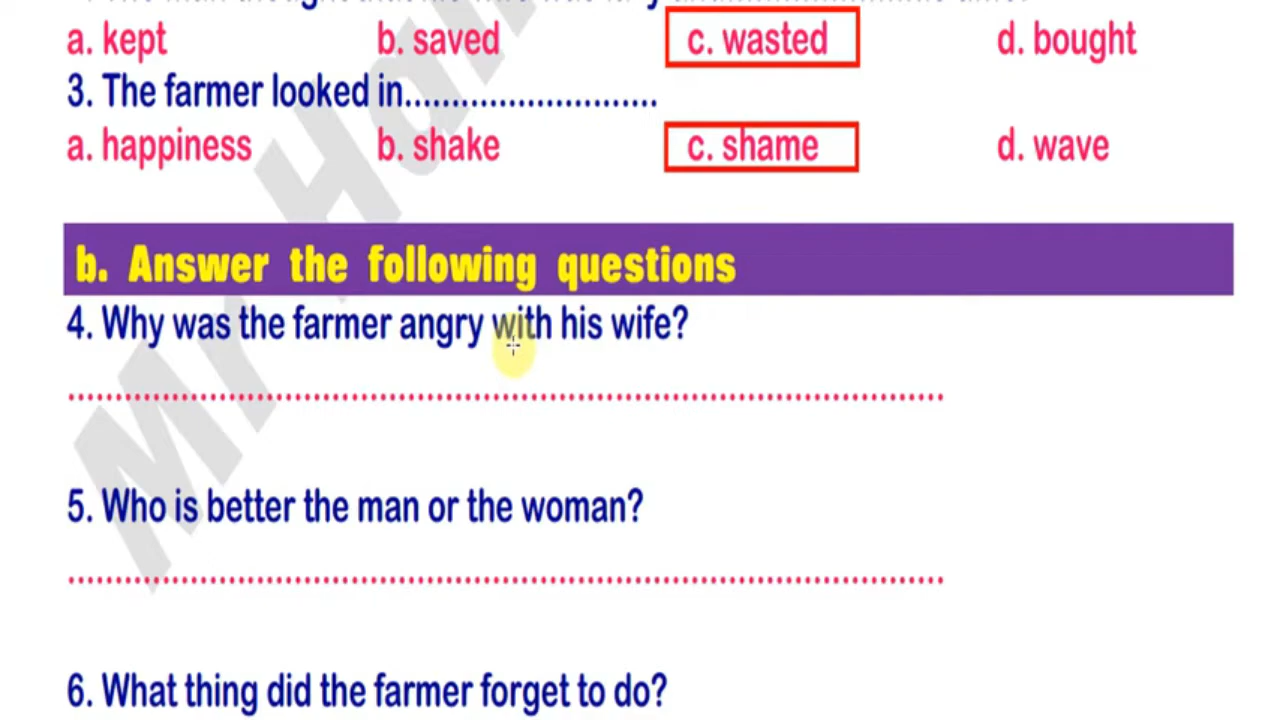 a. kept b. saved c. wasted d. bought
3. The farmer looked in...........................
a. happiness b. shake c. shame d. wave
b. Answer the following questions
4. Why was the farmer angry with his wife?
5. Who is better the man or the woman?
6. What thing did the farmer forget to do?